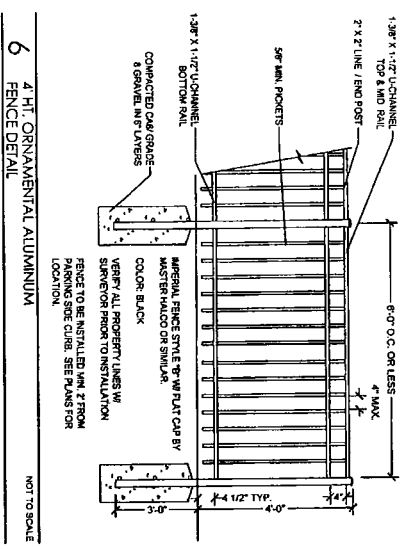 1-3/8" X 1-1/2" U-CHANNEL
TOP & MID RAIL
2" X 2" LINE / END POST
5/8" MIN. PICKETS
1-3/8" X 1-1/2" U-CHANNEL
BOTTOM RAIL
COMPACTED CA6/ GRADE
8 GRAVEL IN 6" LAYERS
6'-0" O.C. OR LESS
4" MAX.
4 1/2" TYP.
4"
4'-0"
3'-0"
IMPERIAL FENCE STYLE "B" W/ FLAT CAP BY
MASTER HALCO OR SIMILAR.
COLOR: BLACK
VERIFY ALL PROPERTY LINES W/
SURVEYOR PRIOR TO INSTALLATION
FENCE TO BE INSTALLED MIN. 2' FROM
PARKING SIDE CURB. SEE PLANS FOR
LOCATION.
6
4' HT. ORNAMENTAL ALUMINUM
FENCE DETAIL
NOT TO SCALE